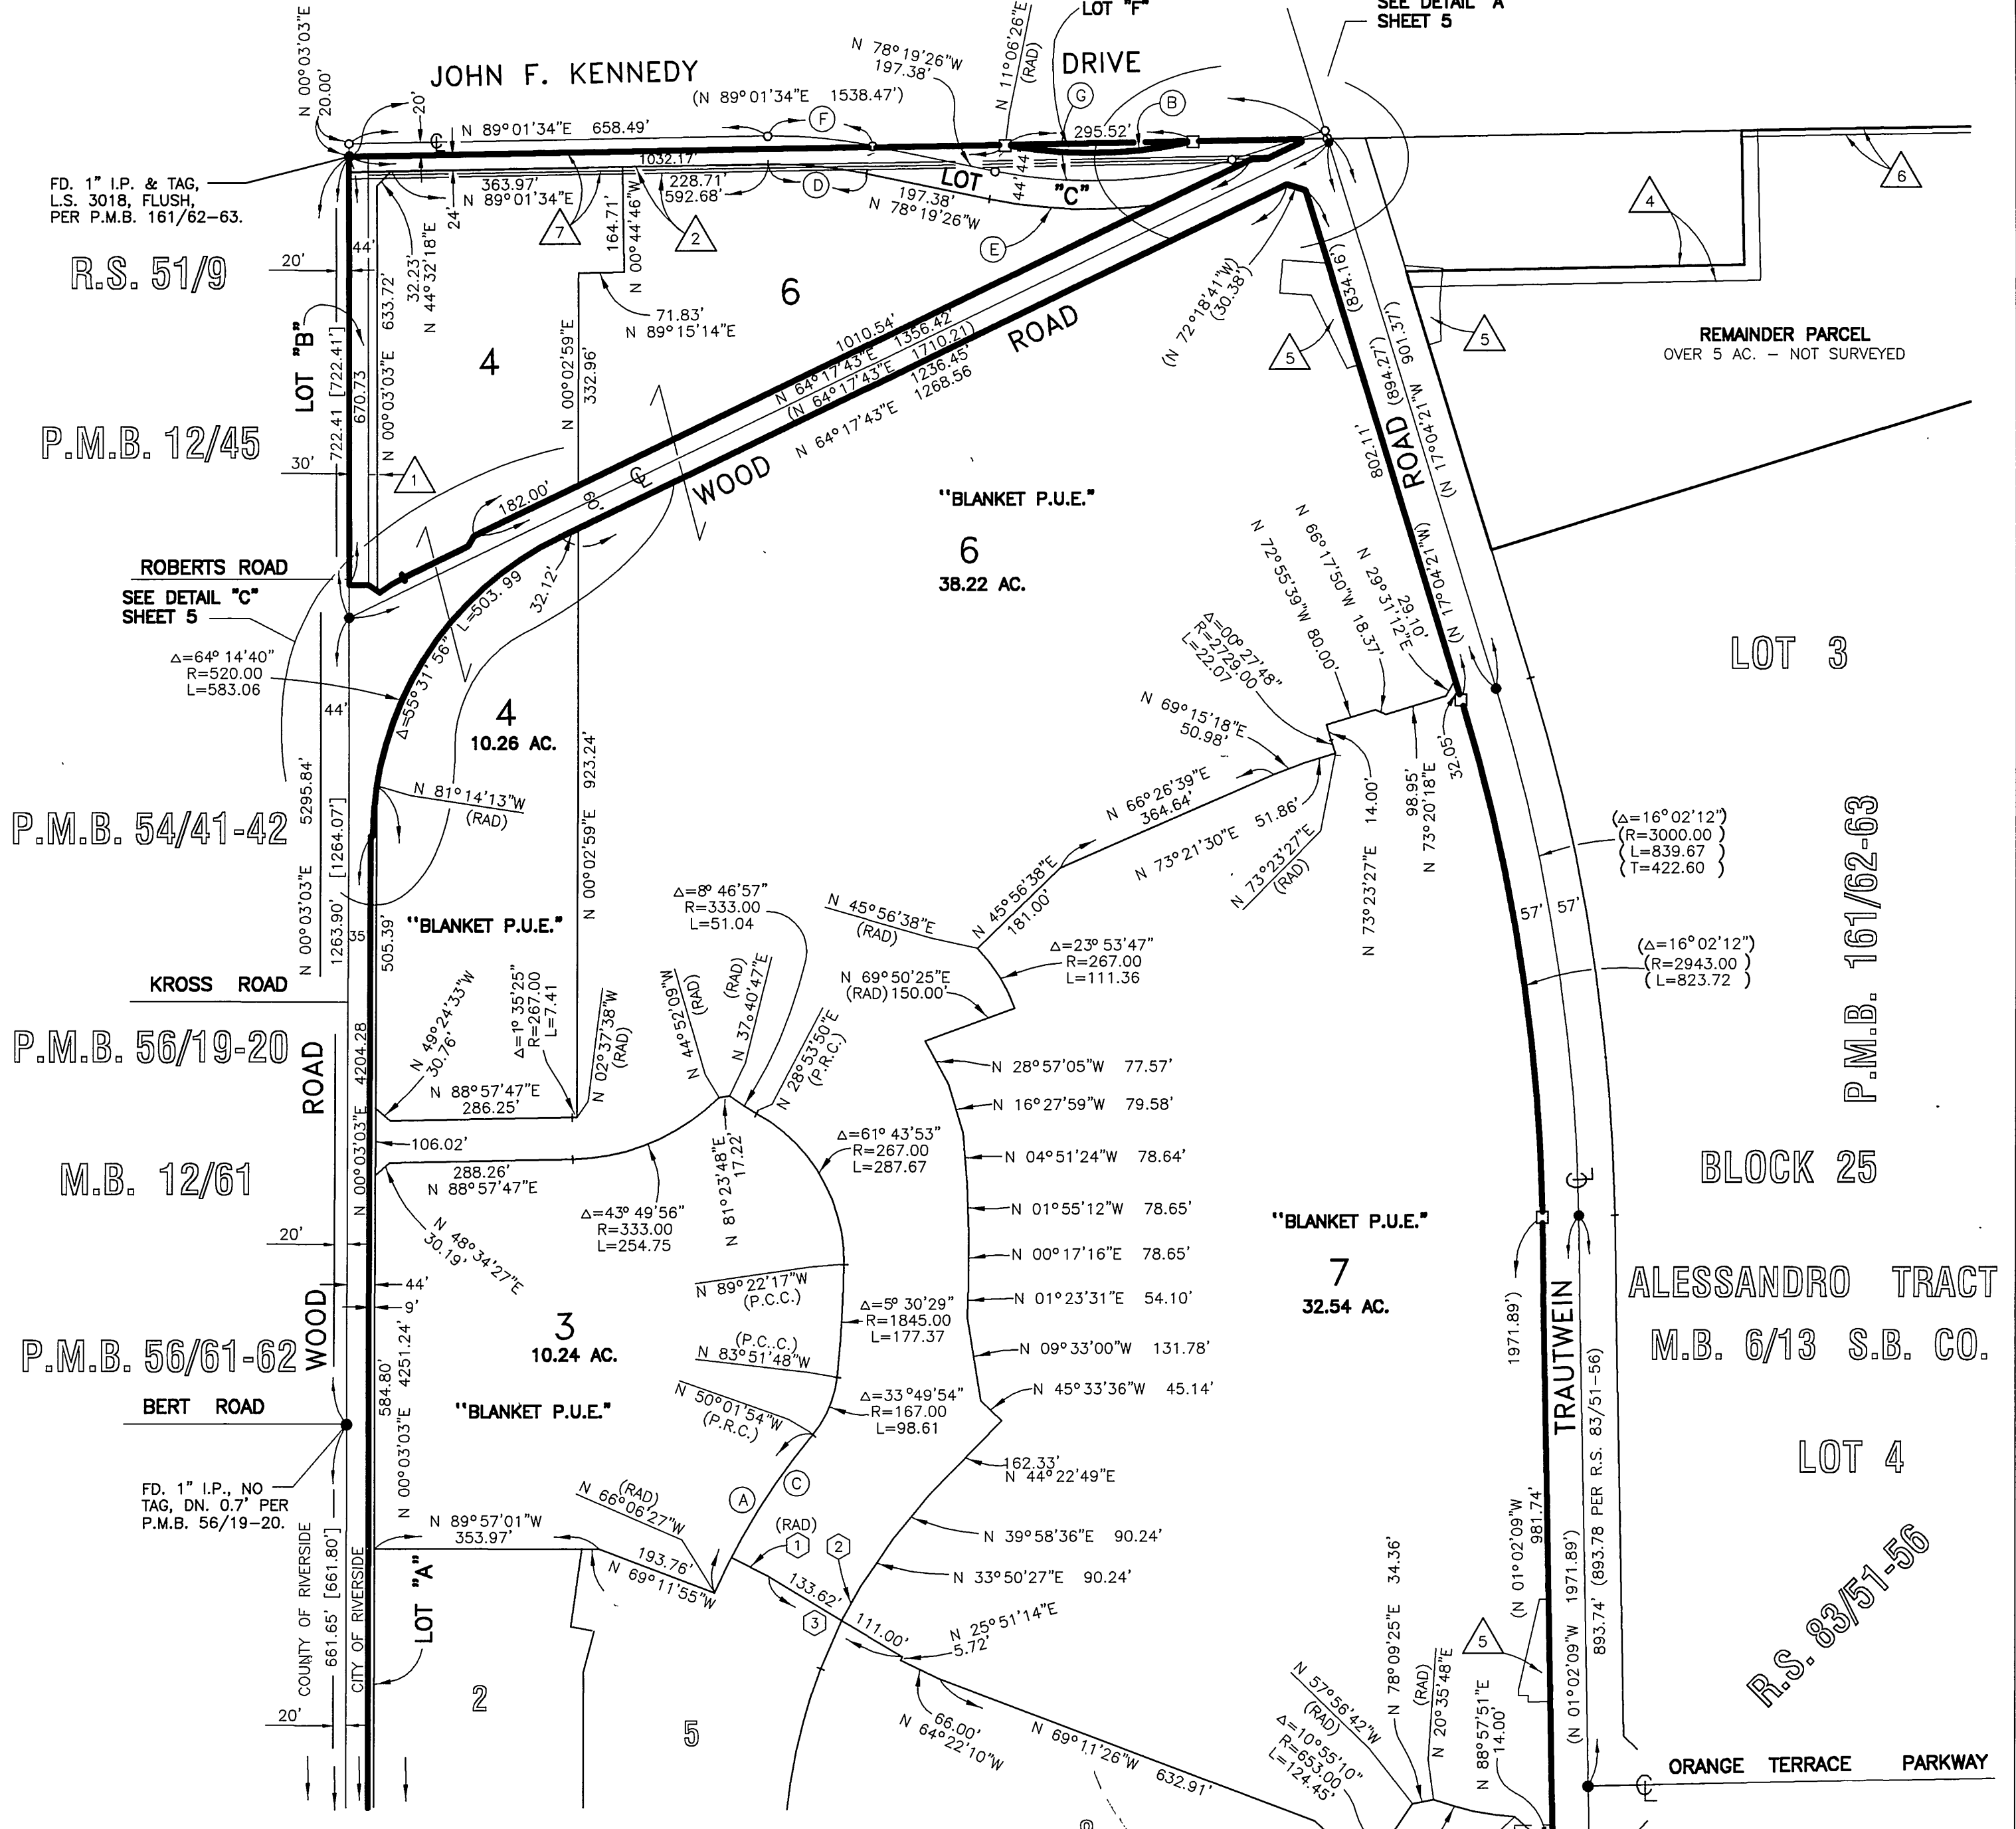 SEE DETAIL "A"
SHEET 5
LOT "F"
N 00°03'03"E
20.00'
JOHN F. KENNEDY
DRIVE
(N 89°01'34"E 1538.47')
N 78°19'26"W
197.38'
N 11°06'26"E
(RAD)
20'
N 89°01'34"E 658.49'
F
G
B
295.52'
1032.17'
FD. 1" I.P. & TAG,
L.S. 3018, FLUSH,
PER P.M.B. 161/62-63.
363.97'
N 89°01'34"E
24'
228.71'
592.68'
D
LOT "C"
44'
44'
197.38'
N 78°19'26"W
E
7
2
4
6
R.S. 51/9
20'
44'
32.23'
N 44°32'18"E
633.72'
N 00°03'03"E
164.71'
N 00°44'46"W
71.83'
N 89°15'14"E
6
4
LOT "B"
722.41 [722.41']
670.73
N 00°02'59"E
332.96'
1010.54'
N 64°17'43"E 1356.42'
(N 64°17'43"E 1710.21)
1236.45'
N 64°17'43"E 1268.56
WOOD ROAD
(N 72°18'41"W)
(30.38')
(834.16')
5
5
(894.27')
(N 17°04'21"W 901.37')
ROAD
802.11'
(N 17°04'21"W)
REMAINDER PARCEL
OVER 5 AC. – NOT SURVEYED
P.M.B. 12/45
30'
1
182.00'
60'
"BLANKET P.U.E."
6
38.22 AC.
ROBERTS ROAD
SEE DETAIL "C"
SHEET 5
32.12'
L=503.99
Δ=55°31'56"
Δ=64°14'40"
R=520.00
L=583.06
44'
4
10.26 AC.
N 81°14'13"W
(RAD)
N 00°02'59"E 923.24'
N 72°55'39"W 80.00'
N 66°17'50"W 18.37'
N 29°31'12"E
29.10'
Δ=00°27'48"
R=2729.00
L=22.07
N 69°15'18"E
50.98'
N 66°26'39"E
364.64'
N 73°21'30"E 51.86'
N 73°23'27"E
(RAD)
N 73°23'27"E 14.00'
98.95'
N 73°20'18"E
32.05'
LOT 3
P.M.B. 54/41-42
N 00°03'03"E 5295.84'
1263.90' [1264.07']
35'
505.39'
"BLANKET P.U.E."
(Δ=16°02'12")
(R=3000.00 )
(L=839.67 )
(T=422.60 )
57'
57'
(Δ=16°02'12")
(R=2943.00 )
(L=823.72 )
P.M.B. 161/62-63
Δ=8°46'57"
R=333.00
L=51.04
N 45°56'38"E
(RAD)
N 45°56'38"E
181.00'
Δ=23°53'47"
R=267.00
L=111.36
N 69°50'25"E
(RAD) 150.00'
KROSS ROAD
P.M.B. 56/19-20
4204.28
N 00°03'03"E
N 49°24'33"W
30.76'
N 88°57'47"E
286.25'
Δ=1°35'25"
R=267.00
L=7.41
N 02°37'38"W
(RAD)
N 44°52'09"W
(RAD)
N 37°40'47"E
(RAD)
N 28°53'50"E
(P.R.C.)
N 28°57'05"W 77.57'
N 16°27'59"W 79.58'
N 04°51'24"W 78.64'
N 01°55'12"W 78.65'
N 00°17'16"E 78.65'
N 01°23'31"E 54.10'
N 09°33'00"W 131.78'
N 45°33'36"W 45.14'
162.33'
N 44°22'49"E
N 39°58'36"E 90.24'
N 33°50'27"E 90.24'
M.B. 12/61
106.02'
288.26'
N 88°57'47"E
N 48°34'27"E
30.19'
Δ=43°49'56"
R=333.00
L=254.75
N 81°23'48"E
17.22'
Δ=61°43'53"
R=267.00
L=287.67
N 89°22'17"W
(P.C.C.)
Δ=5°30'29"
R=1845.00
L=177.37
(P.C.C.)
N 83°51'48"W
Δ=33°49'54"
R=167.00
L=98.61
N 50°01'54"W
(P.R.C.)
BLOCK 25
"BLANKET P.U.E."
7
32.54 AC.
ALESSANDRO TRACT
M.B. 6/13 S.B. CO.
20'
44'
9'
WOOD ROAD
P.M.B. 56/61-62
BERT ROAD
584.80'
N 00°03'03"E 4251.24'
3
10.24 AC.
"BLANKET P.U.E."
(1971.89')
TRAUTWEIN
893.74' (893.78 PER R.S. 83/51-56)
LOT 4
FD. 1" I.P., NO
TAG, DN. 0.7' PER
P.M.B. 56/19-20.
N 89°57'01"W
353.97'
N 66°06'27"W
(RAD)
193.76'
N 69°11'55"W
A
C
(RAD)
1
2
3
133.62'
111.00'
N 25°51'14"E
5.72'
COUNTY OF RIVERSIDE
661.65' [661.80']
CITY OF RIVERSIDE
LOT "A"
20'
2
5
66.00'
N 64°22'10"W
N 69°11'26"W 632.91'
N 57°56'42"W
(RAD)
Δ=10°55'10"
R=653.00
L=124.45'
N 78°09'25"E 34.36'
(RAD)
N 20°35'48"E
N 88°57'51"E
14.00'
5
(N 01°02'09"W
981.74'
(N 01°02'09"W 1971.89')
R.S. 83/51-56
ORANGE TERRACE PARKWAY